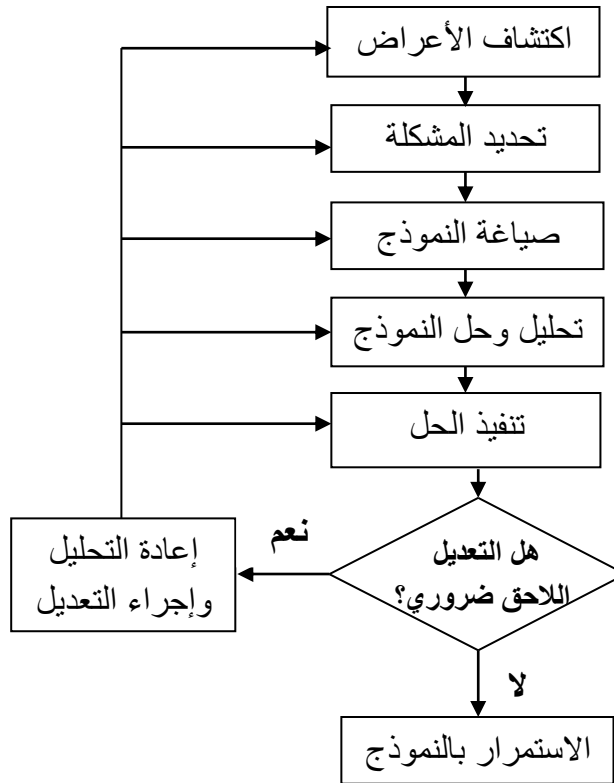 اكتشاف الأعراض
تحديد المشكلة
صياغة النموذج
تحليل وحل النموذج
تنفيذ الحل
هل التعديل
اللاحق ضروري؟
نعم
إعادة التحليل
وإجراء التعديل
لا
الاستمرار بالنموذج